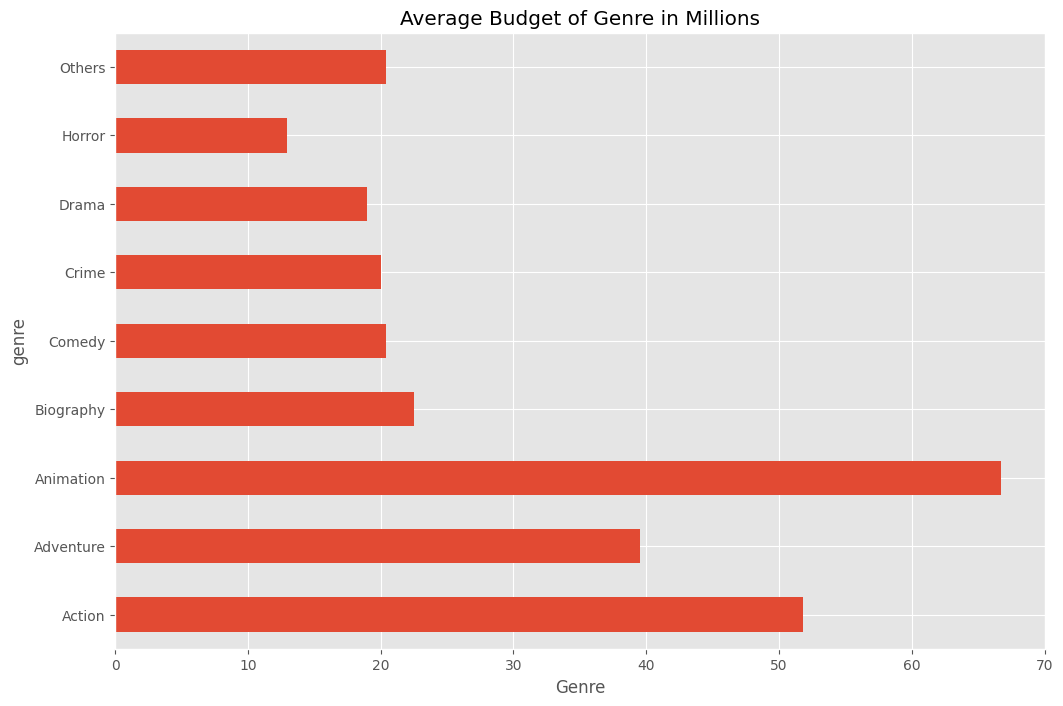 Average Budget of Genre in Millions
Others
Horror
Drama
Crime
Comedy
Biography
Animation
Adventure
Action
genre
0 10 20 30 40 50 60 70
Genre